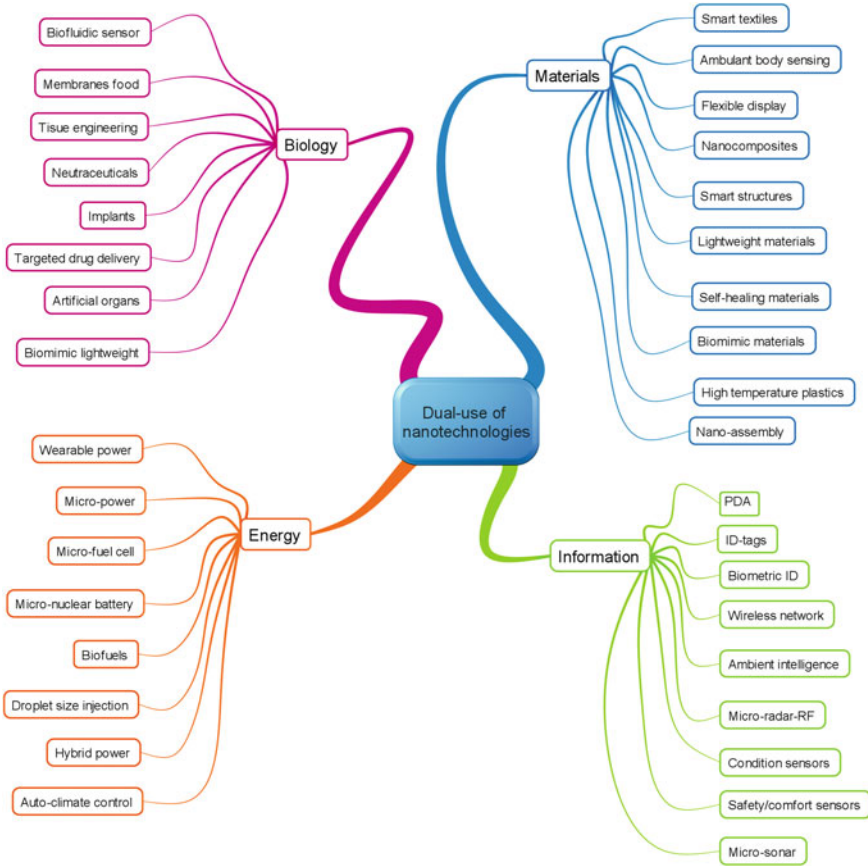 Dual-use of
nanotechnologies
Biology
Biofluidic sensor
Membranes food
Tisue engineering
Neutraceuticals
Implants
Targeted drug delivery
Artificial organs
Biomimic lightweight
Materials
Smart textiles
Ambulant body sensing
Flexible display
Nanocomposites
Smart structures
Lightweight materials
Self-healing materials
Biomimic materials
High temperature plastics
Nano-assembly
Energy
Wearable power
Micro-power
Micro-fuel cell
Micro-nuclear battery
Biofuels
Droplet size injection
Hybrid power
Auto-climate control
Information
PDA
ID-tags
Biometric ID
Wireless network
Ambient intelligence
Micro-radar-RF
Condition sensors
Safety/comfort sensors
Micro-sonar